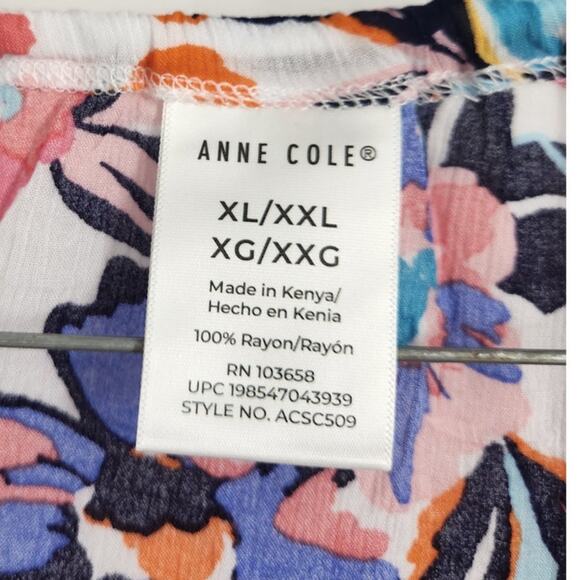 ANNE COLE®
XL/XXL
XG/XXG
Made in Kenya/
Hecho en Kenia
100% Rayon/Rayón
RN 103658
UPC 198547043939
STYLE NO. ACSC509